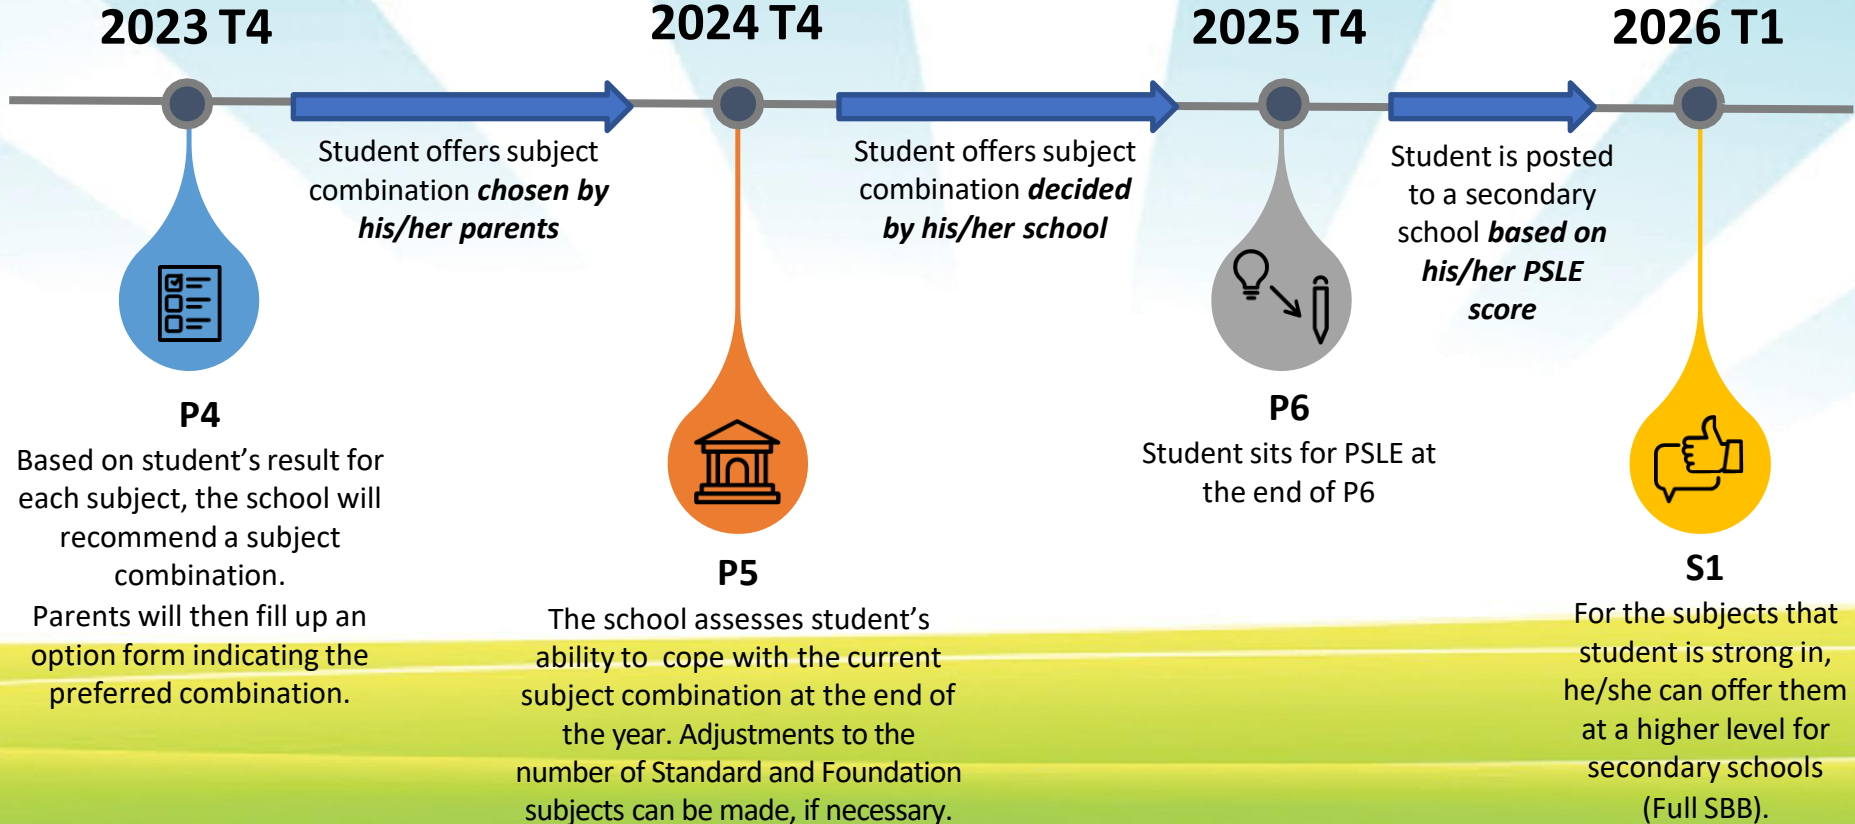 2023 T4
2024 T4
2025 T4
2026 T1
Student offers subject
combination chosen by
his/her parents
Student offers subject
combination decided
by his/her school
Student is posted
to a secondary
school based on
his/her PSLE
score
P4
Based on student’s result for
each subject, the school will
recommend a subject
combination.
Parents will then fill up an
option form indicating the
preferred combination.
P5
The school assesses student’s
ability to cope with the current
subject combination at the end of
the year. Adjustments to the
number of Standard and Foundation
subjects can be made, if necessary.
P6
Student sits for PSLE at
the end of P6
S1
For the subjects that
student is strong in,
he/she can offer them
at a higher level for
secondary schools
(Full SBB).